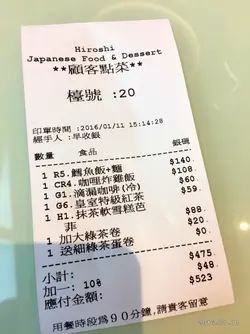 Hiroshi
Japanese Food & Dessert
**顧客點菜**
檯號 :20
印單時間 :2016/01/11 15:14:28
經手人 :早收銀
數量 食品 銀碼
1 R5.鱈魚飯+麵 $140.
1 CR4.咖哩炸雞飯 $108.
1 G1.滴漏咖啡(冷) $60.
1 G6.皇室特級紅茶 $59.
1 H1.抹茶軟雪糕芭
菲 $88.
1 加大綠茶卷 $20.
1 送細綠茶蛋卷 $0.
小計: $475.
加一: 10% $48.
應付金額: $523
用餐時段爲90分鐘,請貴客留意